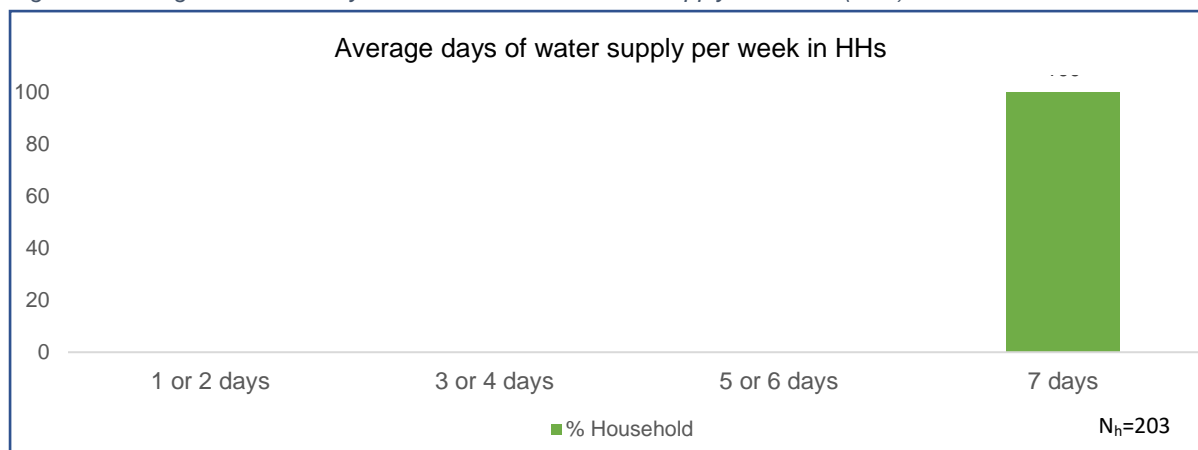 Average days of water supply per week in HHs
100
80
60
40
20
0
1 or 2 days
3 or 4 days
5 or 6 days
7 days
% Household
Nₕ=203